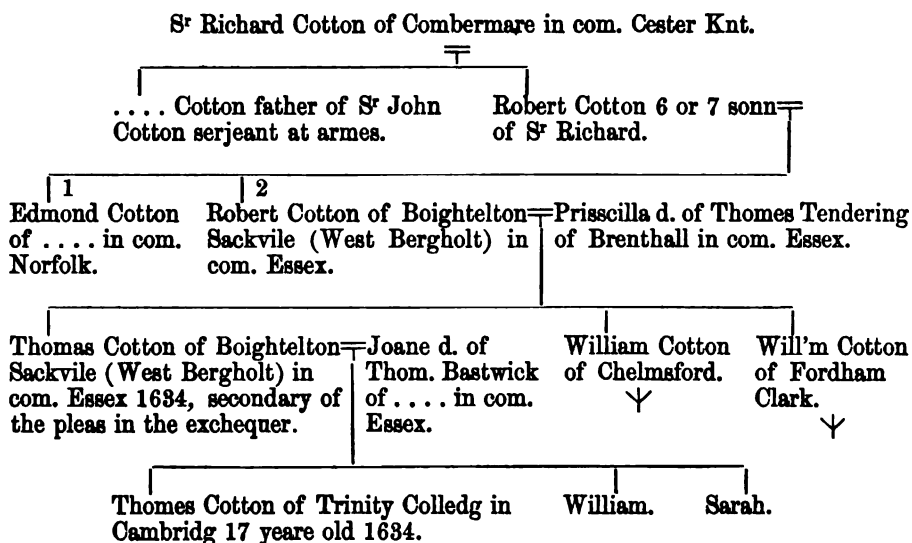 Sʳ Richard Cotton of Combermare in com. Cester Knt.
.... Cotton father of Sʳ John
Cotton serjeant at armes.
Robert Cotton 6 or 7 sonn
of Sʳ Richard.
1
Edmond Cotton
of .... in com.
Norfolk.
2
Robert Cotton of Boightelton
Sackvile (West Bergholt) in
com. Essex.
Prisscilla d. of Thomes Tendering
of Brenthall in com. Essex.
Thomas Cotton of Boightelton
Sackvile (West Bergholt) in
com. Essex 1634, secondary of
the pleas in the exchequer.
Joane d. of
Thom. Bastwick
of .... in com.
Essex.
William Cotton
of Chelmsford.
Will'm Cotton
of Fordham
Clark.
Thomes Cotton of Trinity Colledg in
Cambridg 17 yeare old 1634.
William.
Sarah.